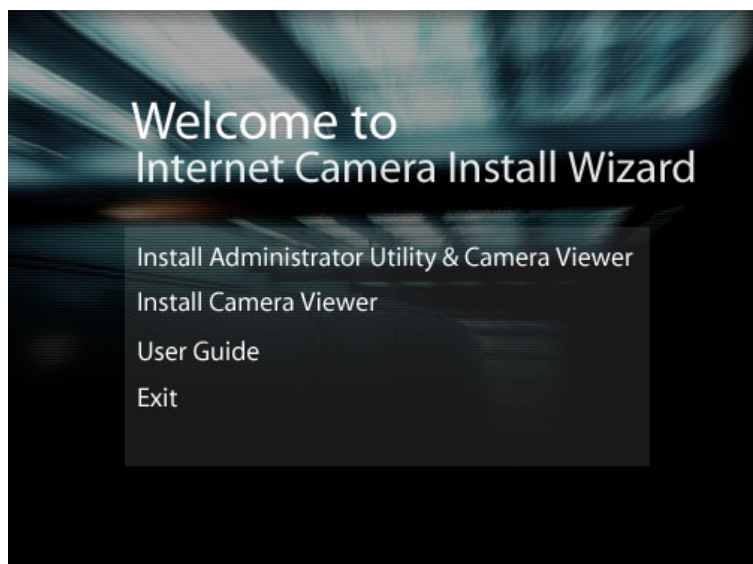 Welcome to
Internet Camera Install Wizard
Install Administrator Utility & Camera Viewer
Install Camera Viewer
User Guide
Exit